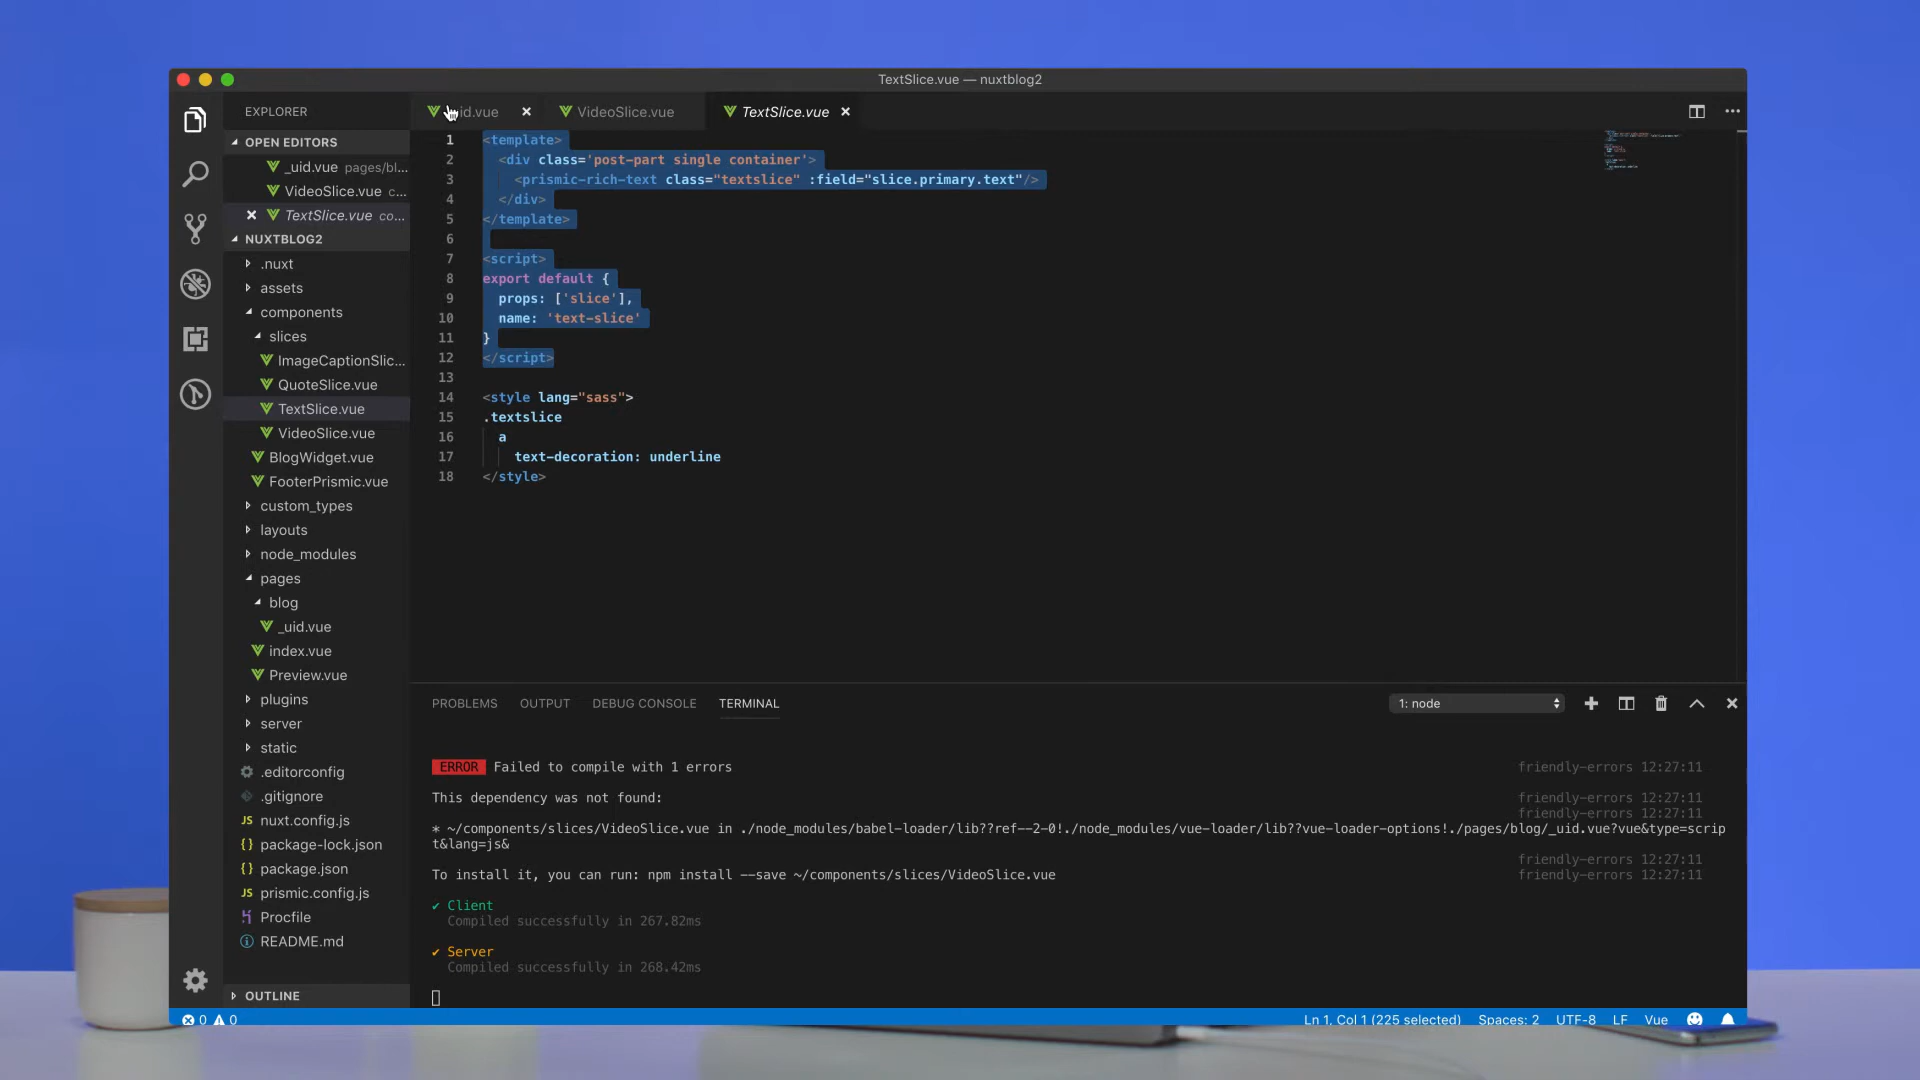 TextSlice.vue — nuxtblog2
EXPLORER
id.vue
VideoSlice.vue
TextSlice.vue
OPEN EDITORS
_uid.vue pages/bl...
VideoSlice.vue c...
TextSlice.vue co...
NUXTBLOG2
.nuxt
assets
components
slices
ImageCaptionSlic...
QuoteSlice.vue
TextSlice.vue
VideoSlice.vue
BlogWidget.vue
FooterPrismic.vue
custom_types
layouts
node_modules
pages
blog
_uid.vue
index.vue
Preview.vue
plugins
server
static
.editorconfig
.gitignore
JS nuxt.config.js
{} package-lock.json
{} package.json
JS prismic.config.js
Procfile
README.md
OUTLINE
1 <template>
2 <div class='post-part single container'>
3 <prismic-rich-text class="textslice" :field="slice.primary.text"/>
4 </div>
5 </template>
6
7 <script>
8 export default {
9 props: ['slice'],
10 name: 'text-slice'
11 }
12 </script>
13
14 <style lang="sass">
15 .textslice
16 a
17 text-decoration: underline
18 </style>
PROBLEMS OUTPUT DEBUG CONSOLE TERMINAL
1: node
ERROR Failed to compile with 1 errors friendly-errors 12:27:11
This dependency was not found: friendly-errors 12:27:11
friendly-errors 12:27:11
* ~/components/slices/VideoSlice.vue in ./node_modules/babel-loader/lib??ref--2-0!./node_modules/vue-loader/lib??vue-loader-options!./pages/blog/_uid.vue?vue&type=scrip
t&lang=js&
friendly-errors 12:27:11
To install it, you can run: npm install --save ~/components/slices/VideoSlice.vue friendly-errors 12:27:11
✔ Client
Compiled successfully in 267.82ms
✔ Server
Compiled successfully in 268.42ms
0 0
Ln 1, Col 1 (225 selected) Spaces: 2 UTF-8 LF Vue